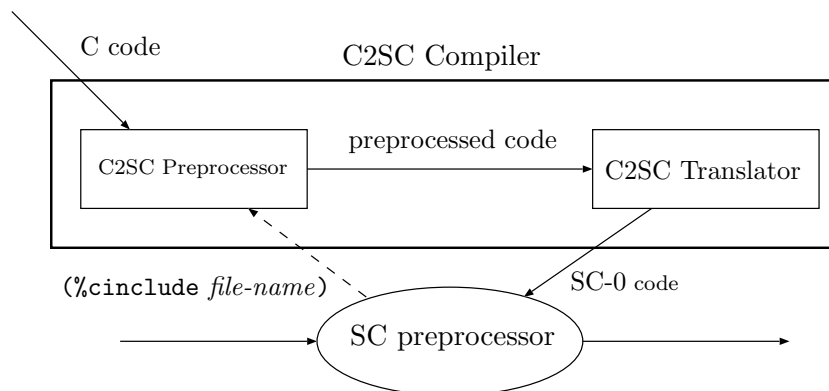 C code
C2SC Compiler
C2SC Preprocessor
preprocessed code
C2SC Translator
(%cinclude file-name)
SC-0 code
SC preprocessor